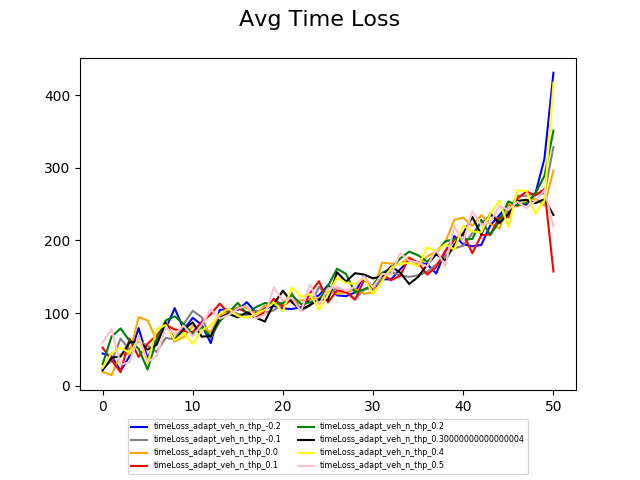 Avg Time Loss
400
300
200
100
0
0 10 20 30 40 50
timeLoss_adapt_veh_n_thp_-0.2 timeLoss_adapt_veh_n_thp_0.2
timeLoss_adapt_veh_n_thp_-0.1 timeLoss_adapt_veh_n_thp_0.30000000000000004
timeLoss_adapt_veh_n_thp_0.0 timeLoss_adapt_veh_n_thp_0.4
timeLoss_adapt_veh_n_thp_0.1 timeLoss_adapt_veh_n_thp_0.5